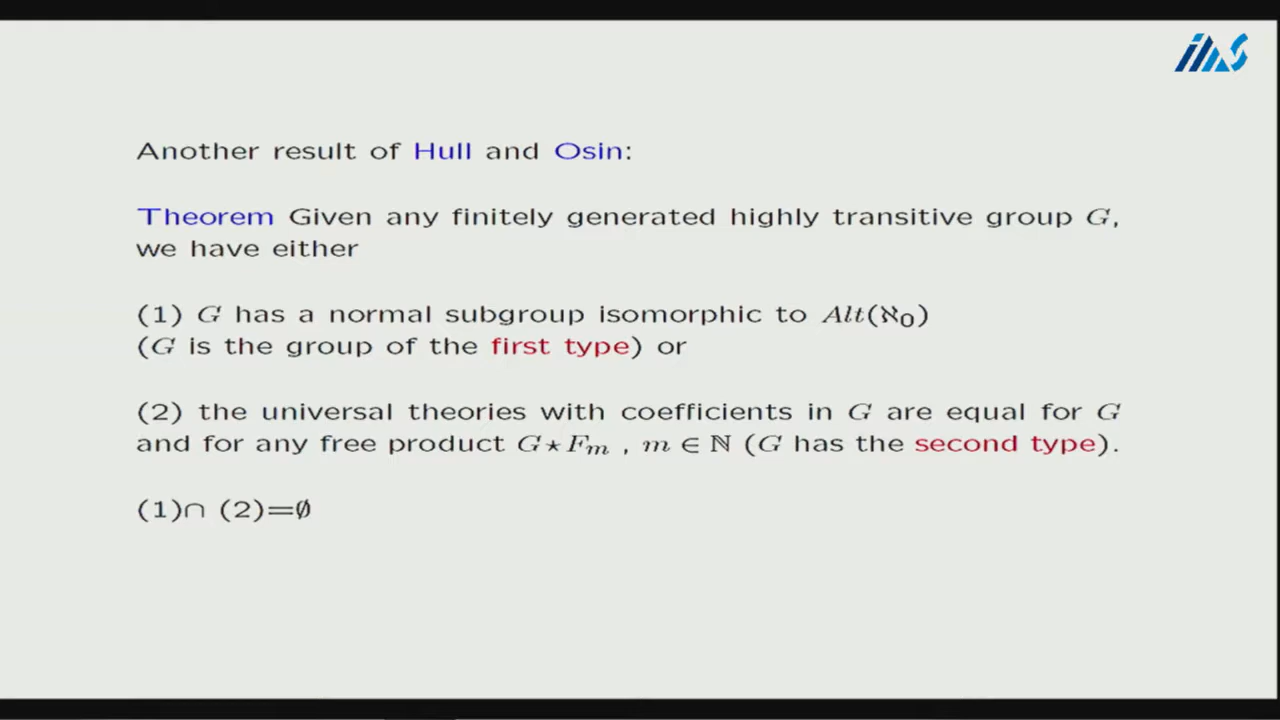 IMS
Another result of Hull and Osin:
Theorem Given any finitely generated highly transitive group G,
we have either
(1) G has a normal subgroup isomorphic to Alt(ℵ₀)
(G is the group of the first type) or
(2) the universal theories with coefficients in G are equal for G
and for any free product G⋆Fₘ , m ∈ ℕ (G has the second type).
(1)∩ (2)=∅